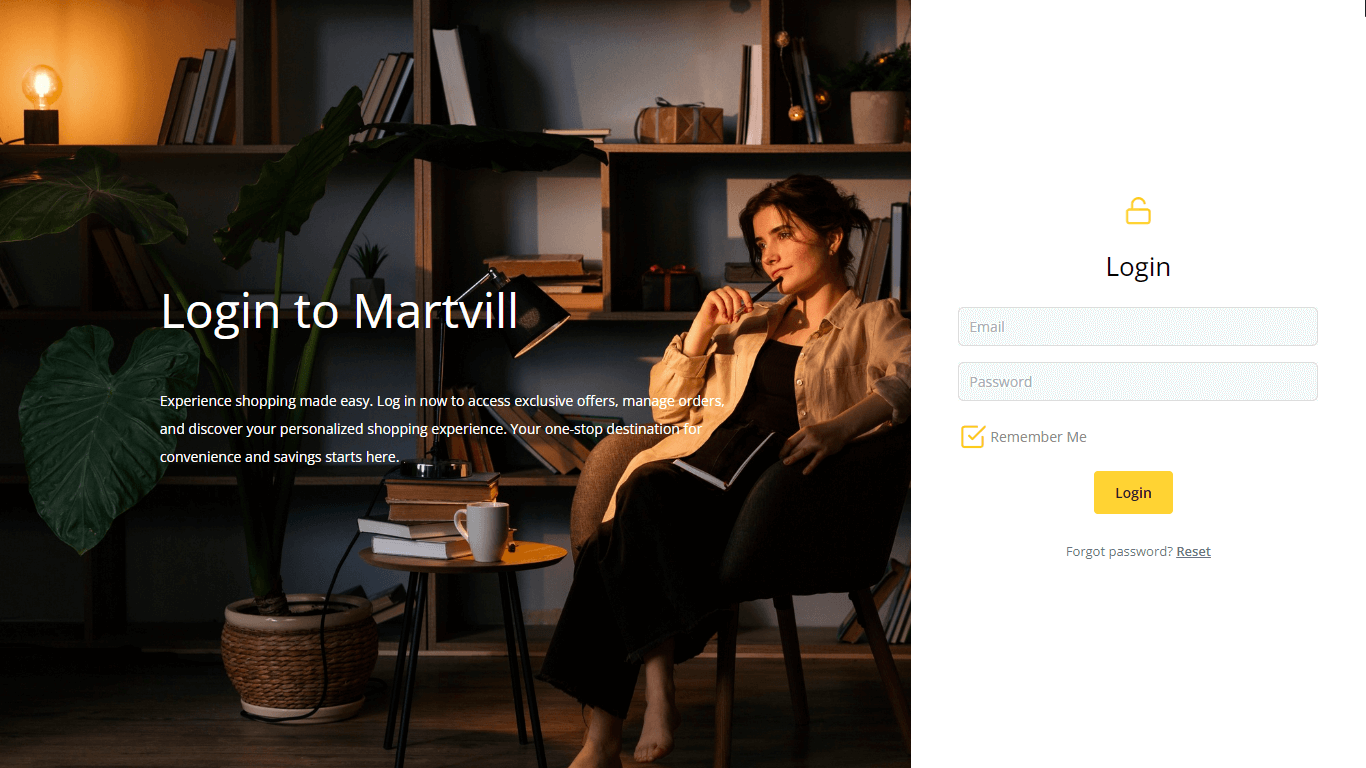 Login to Martvill
Experience shopping made easy. Log in now to access exclusive offers, manage orders,
and discover your personalized shopping experience. Your one-stop destination for
convenience and savings starts here.
Login
Email
Password
Remember Me
Login
Forgot password? Reset